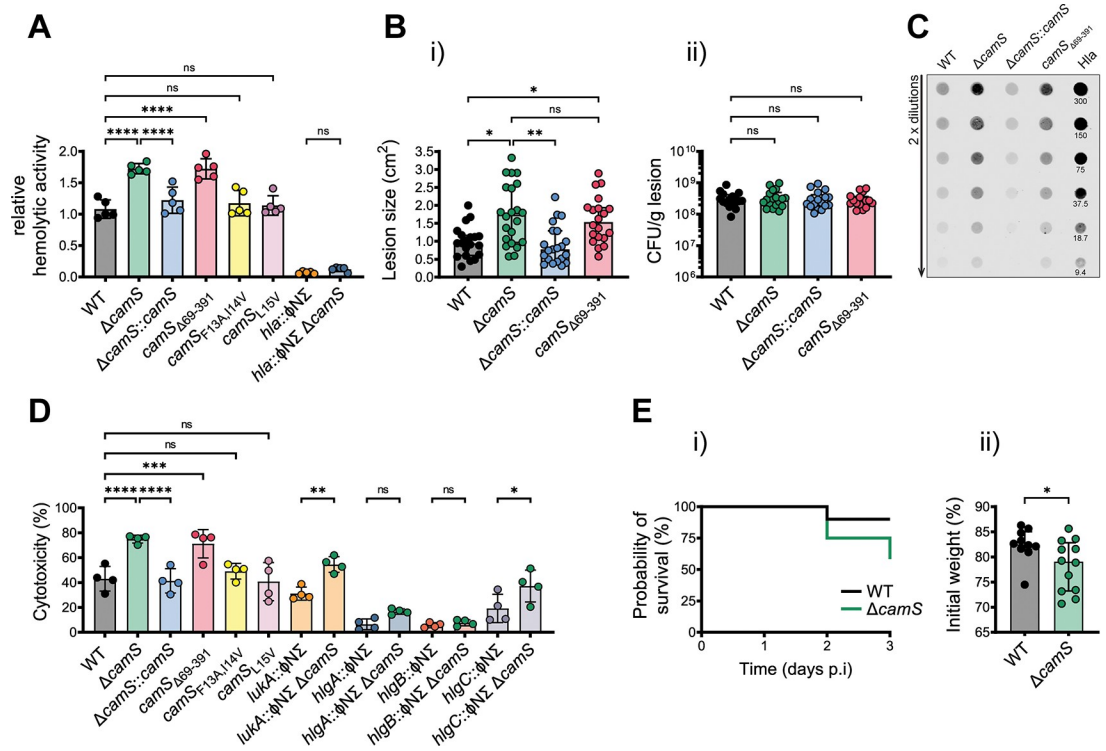 A
ns
ns
****
**** ****
ns
relative
hemolytic activity
2.0
1.5
1.0
0.5
0.0
WT
ΔcamS
ΔcamS::camS
camSΔ69-391
camSF13A,I14V
camSL15V
hla::ϕNΣ
hla::ϕNΣ ΔcamS
B
i)
*
ns
* **
Lesion size (cm²)
3.5
3.0
2.5
2.0
1.5
1.0
0.5
0.0
WT
ΔcamS
ΔcamS::camS
camSΔ69-391
ii)
ns
ns
ns
CFU/g lesion
10¹⁰
10⁹
10⁸
10⁷
10⁶
WT
ΔcamS
ΔcamS::camS
camSΔ69-391
C
WT
ΔcamS
ΔcamS::camS
camSΔ69-391
Hla
2 x dilutions
300
150
75
37.5
18.7
9.4
D
ns
ns
***
**** ****
** ns ns *
Cytotoxicity (%)
100
80
60
40
20
0
WT
ΔcamS
ΔcamS::camS
camSΔ69-391
camSF13A,I14V
camSL15V
lukA::ϕNΣ
lukA::ϕNΣ ΔcamS
hlgA::ϕNΣ
hlgA::ϕNΣ ΔcamS
hlgB::ϕNΣ
hlgB::ϕNΣ ΔcamS
hlgC::ϕNΣ
hlgC::ϕNΣ ΔcamS
E
i)
Probability of
survival (%)
100
75
50
25
0
WT
ΔcamS
0 1 2 3
Time (days p.i)
ii)
*
Initial weight (%)
90
85
80
75
70
65
WT
ΔcamS